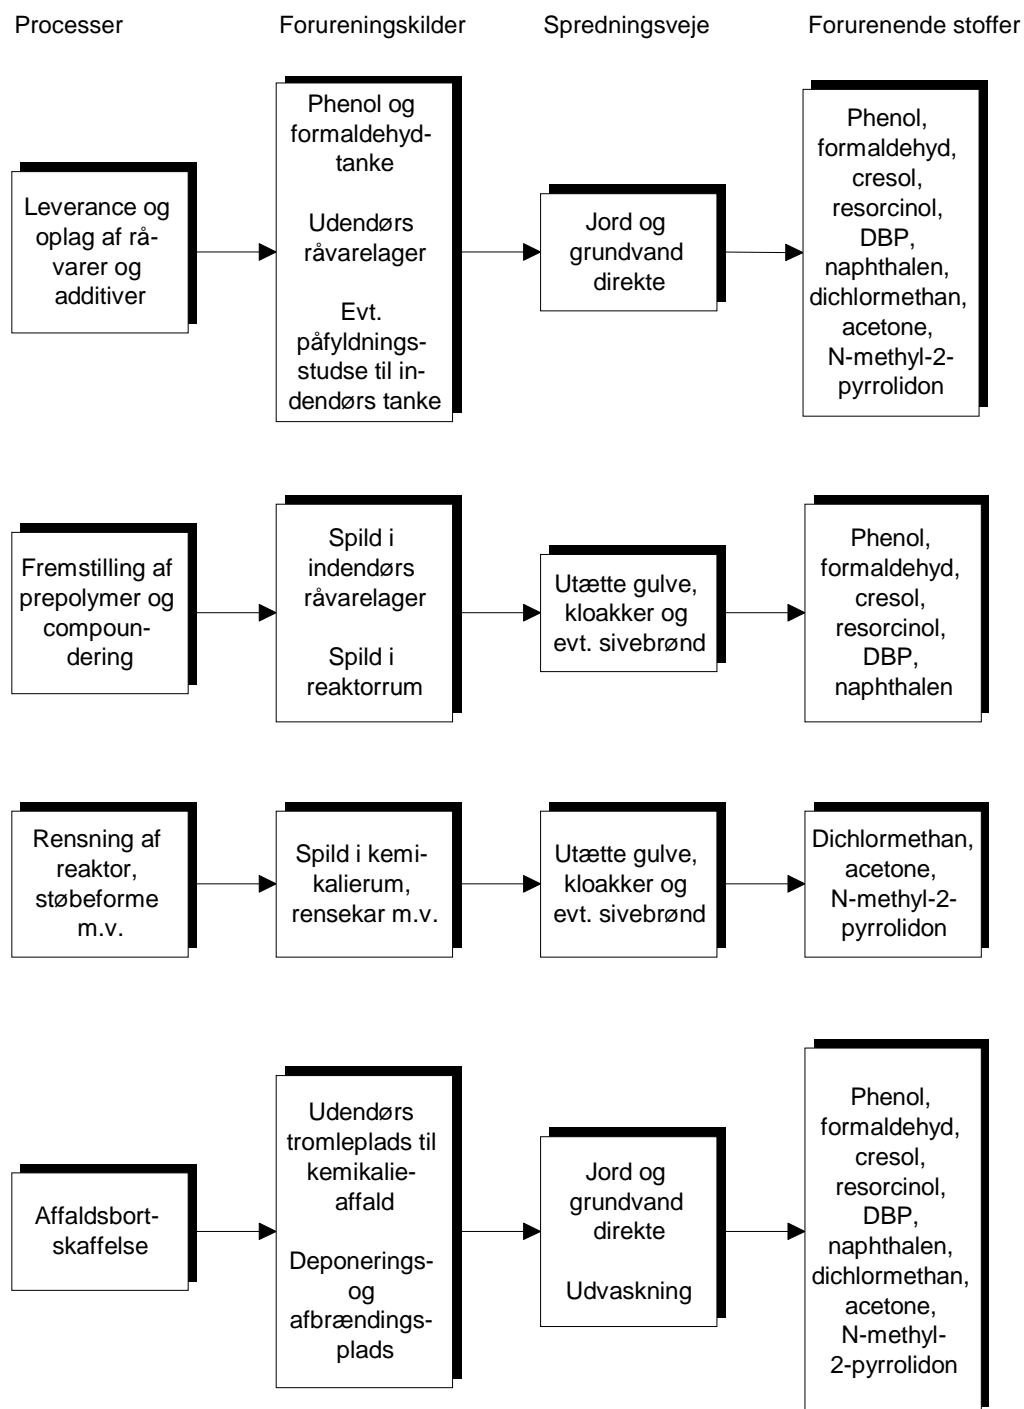 Processer
Forureningskilder
Spredningsveje
Forurenende stoffer
Leverance og
oplag af rå-
varer og
additiver
Phenol og
formaldehyd-
tanke
Udendørs
råvarelager
Evt.
påfyldnings-
studse til in-
dendørs tanke
Jord og
grundvand
direkte
Phenol,
formaldehyd,
cresol,
resorcinol,
DBP,
naphthalen,
dichlormethan,
acetone,
N-methyl-2-
pyrrolidon
Fremstilling af
prepolymer og
compoun-
dering
Spild i
indendørs
råvarelager
Spild i
reaktorrum
Utætte gulve,
kloakker og
evt. sivebrønd
Phenol,
formaldehyd,
cresol,
resorcinol,
DBP,
naphthalen
Rensning af
reaktor,
støbeforme
m.v.
Spild i kemi-
kalierum,
rensekar m.v.
Utætte gulve,
kloakker og
evt. sivebrønd
Dichlormethan,
acetone,
N-methyl-2-
pyrrolidon
Affaldsbort-
skaffelse
Udendørs
tromleplads til
kemikalie-
affald
Deponerings-
og
afbrændings-
plads
Jord og
grundvand
direkte
Udvaskning
Phenol,
formaldehyd,
cresol,
resorcinol,
DBP,
naphthalen,
dichlormethan,
acetone,
N-methyl-
2-pyrrolidon